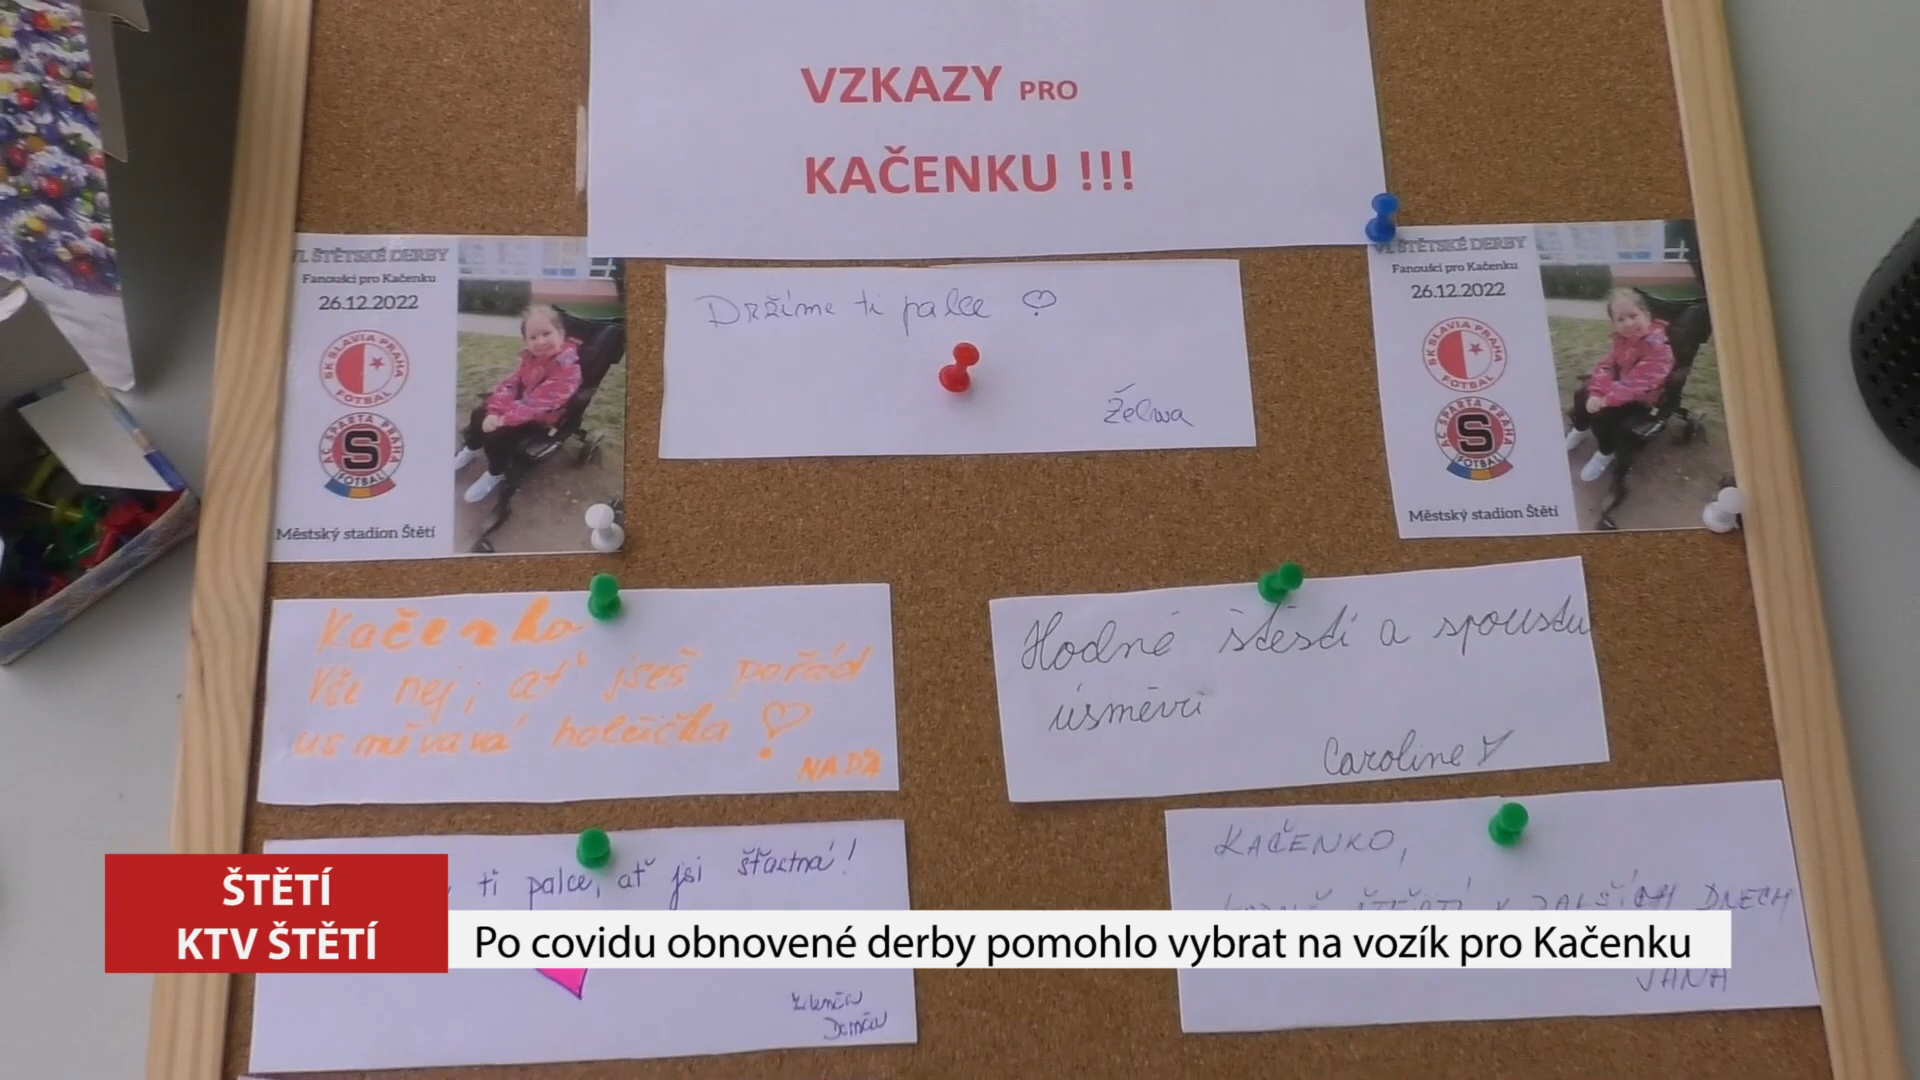 VZKAZY PRO
KAČENKU !!!
VI. ŠTĚTSKÉ DERBY
Fanoušci pro Kačenku
26.12.2022
SK SLAVIA PRAHA
FOTBAL
AC SPARTA PRAHA
S
FOTBAL
Městský stadion Štětí
Držíme ti palce
Želwa
VI. ŠTĚTSKÉ DERBY
Fanoušci pro Kačenku
26.12.2022
SK SLAVIA PRAHA
FOTBAL
AC SPARTA PRAHA
S
FOTBAL
Městský stadion Štětí
Kačenko
Vše nej, ať jseš pořád
usměvavá holčička
NAĎA
Hodně štěstí a spoustu
úsměvů
Caroline
ti palce, ať jsi šťastná!
KAČENKO,
DALŠÍCH DNECH
JANA
ŠTĚTÍ
KTV ŠTĚTÍ
Po covidu obnovené derby pomohlo vybrat na vozík pro Kačenku